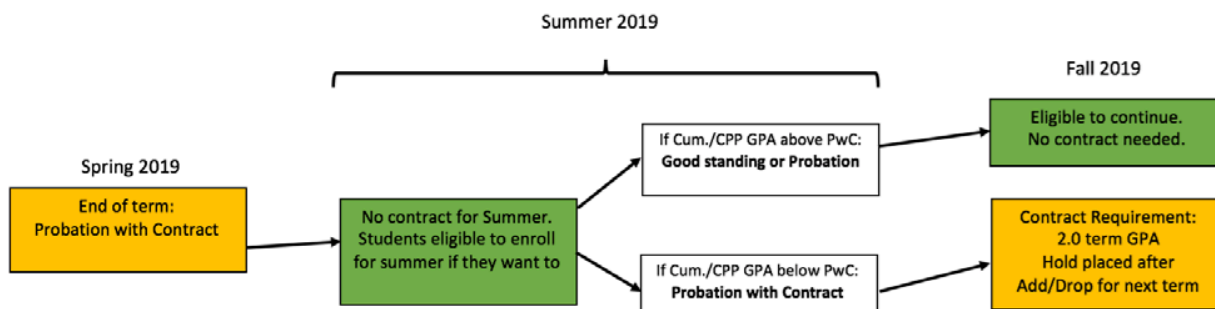 Summer 2019
Fall 2019
Spring 2019
End of term:
Probation with Contract
No contract for Summer.
Students eligible to enroll
for summer if they want to
If Cum./CPP GPA above PwC:
Good standing or Probation
If Cum./CPP GPA below PwC:
Probation with Contract
Eligible to continue.
No contract needed.
Contract Requirement:
2.0 term GPA
Hold placed after
Add/Drop for next term